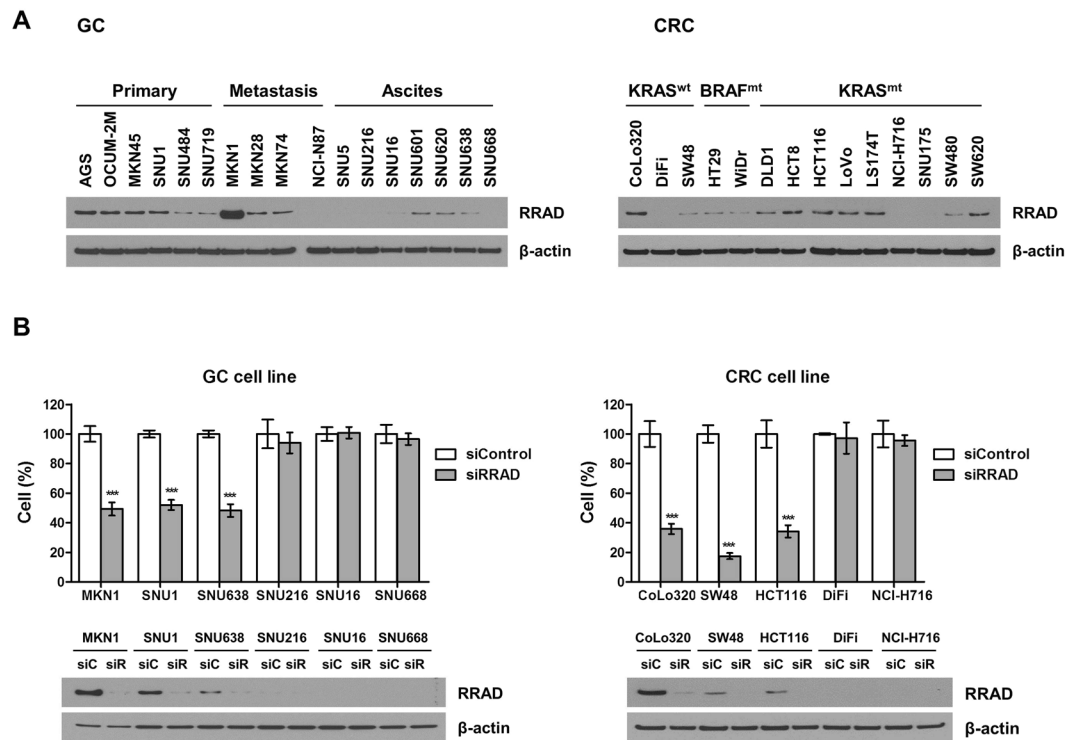 A
GC
CRC
Primary
Metastasis
Ascites
KRASwt
BRAFmt
KRASmt
AGS
OCUM-2M
MKN45
SNU1
SNU484
SNU719
MKN1
MKN28
MKN74
NCI-N87
SNU5
SNU216
SNU16
SNU601
SNU620
SNU638
SNU668
CoLo320
DiFi
SW48
HT29
WiDr
DLD1
HCT8
HCT116
LoVo
LS174T
NCI-H716
SNU175
SW480
SW620
RRAD
β-actin
RRAD
β-actin
B
GC cell line
Cell (%)
120
100
80
60
40
20
0
***
***
***
siControl
siRRAD
MKN1 SNU1 SNU638 SNU216 SNU16 SNU668
MKN1 SNU1 SNU638 SNU216 SNU16 SNU668
siC siR siC siR siC siR siC siR siC siR siC siR
RRAD
β-actin
CRC cell line
Cell (%)
120
100
80
60
40
20
0
***
***
***
siControl
siRRAD
CoLo320 SW48 HCT116 DiFi NCI-H716
CoLo320 SW48 HCT116 DiFi NCI-H716
siC siR siC siR siC siR siC siR siC siR
RRAD
β-actin